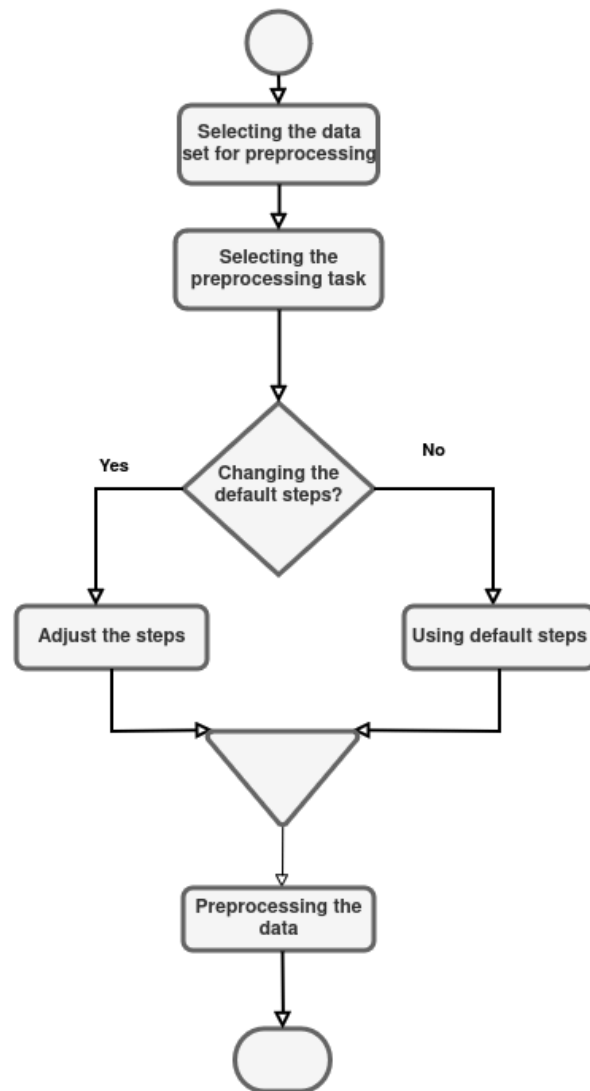 Selecting the data
set for preprocessing
Selecting the
preprocessing task
Changing the
default steps?
Yes
No
Adjust the steps
Using default steps
Preprocessing the
data